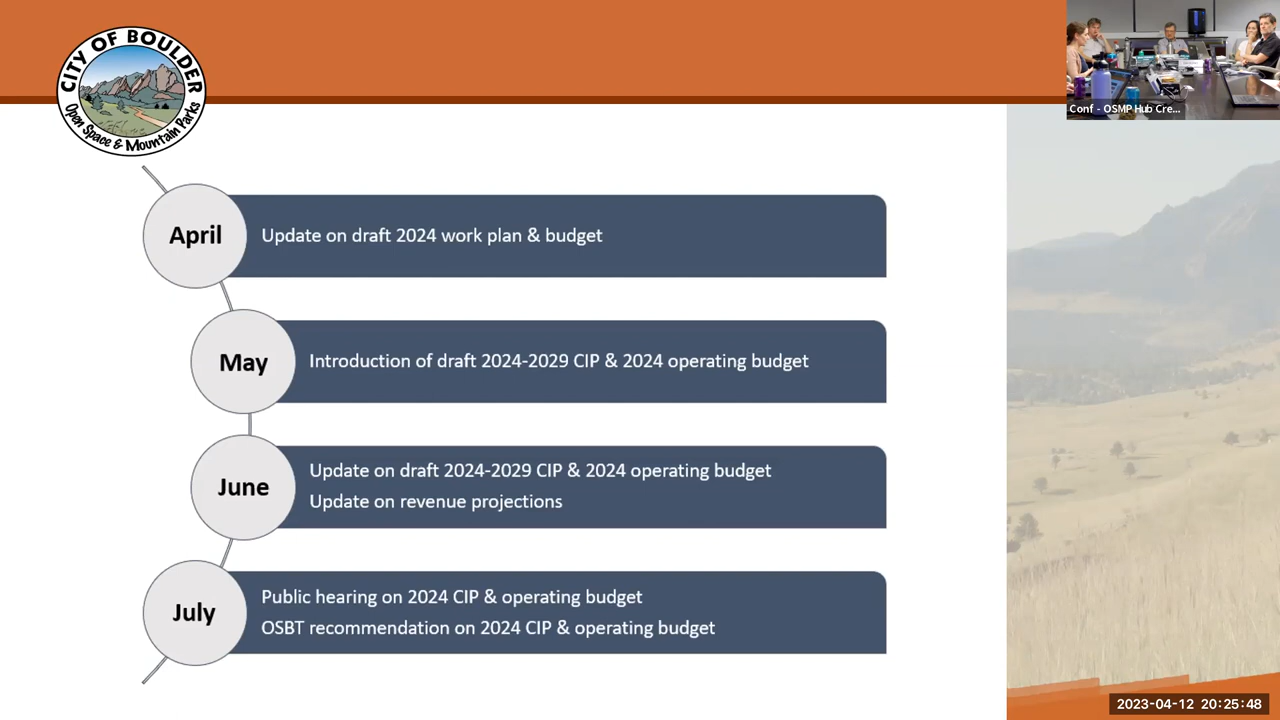 CITY OF BOULDER
Open Space & Mountain Parks
Conf - OSMP Hub Cre...
April
Update on draft 2024 work plan & budget
May
Introduction of draft 2024-2029 CIP & 2024 operating budget
June
Update on draft 2024-2029 CIP & 2024 operating budget
Update on revenue projections
July
Public hearing on 2024 CIP & operating budget
OSBT recommendation on 2024 CIP & operating budget
2023-04-12 20:25:48